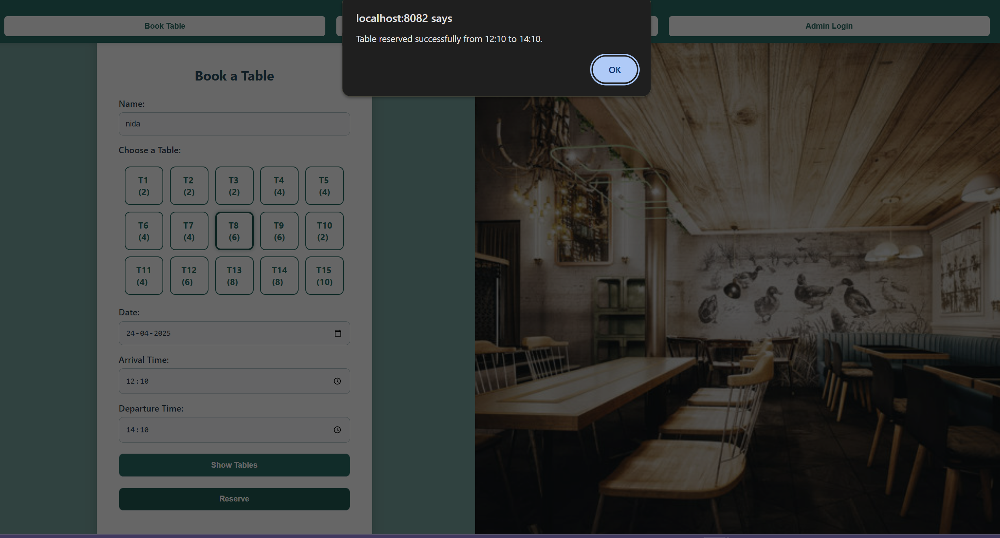 Book Table
Admin Login
localhost:8082 says
Table reserved successfully from 12:10 to 14:10.
OK
Book a Table
Name:
nida
Choose a Table:
T1 (2)
T2 (2)
T3 (2)
T4 (4)
T5 (4)
T6 (4)
T7 (4)
T8 (6)
T9 (6)
T10 (2)
T11 (4)
T12 (6)
T13 (8)
T14 (8)
T15 (10)
Date:
24-04-2025
Arrival Time:
12:10
Departure Time:
14:10
Show Tables
Reserve